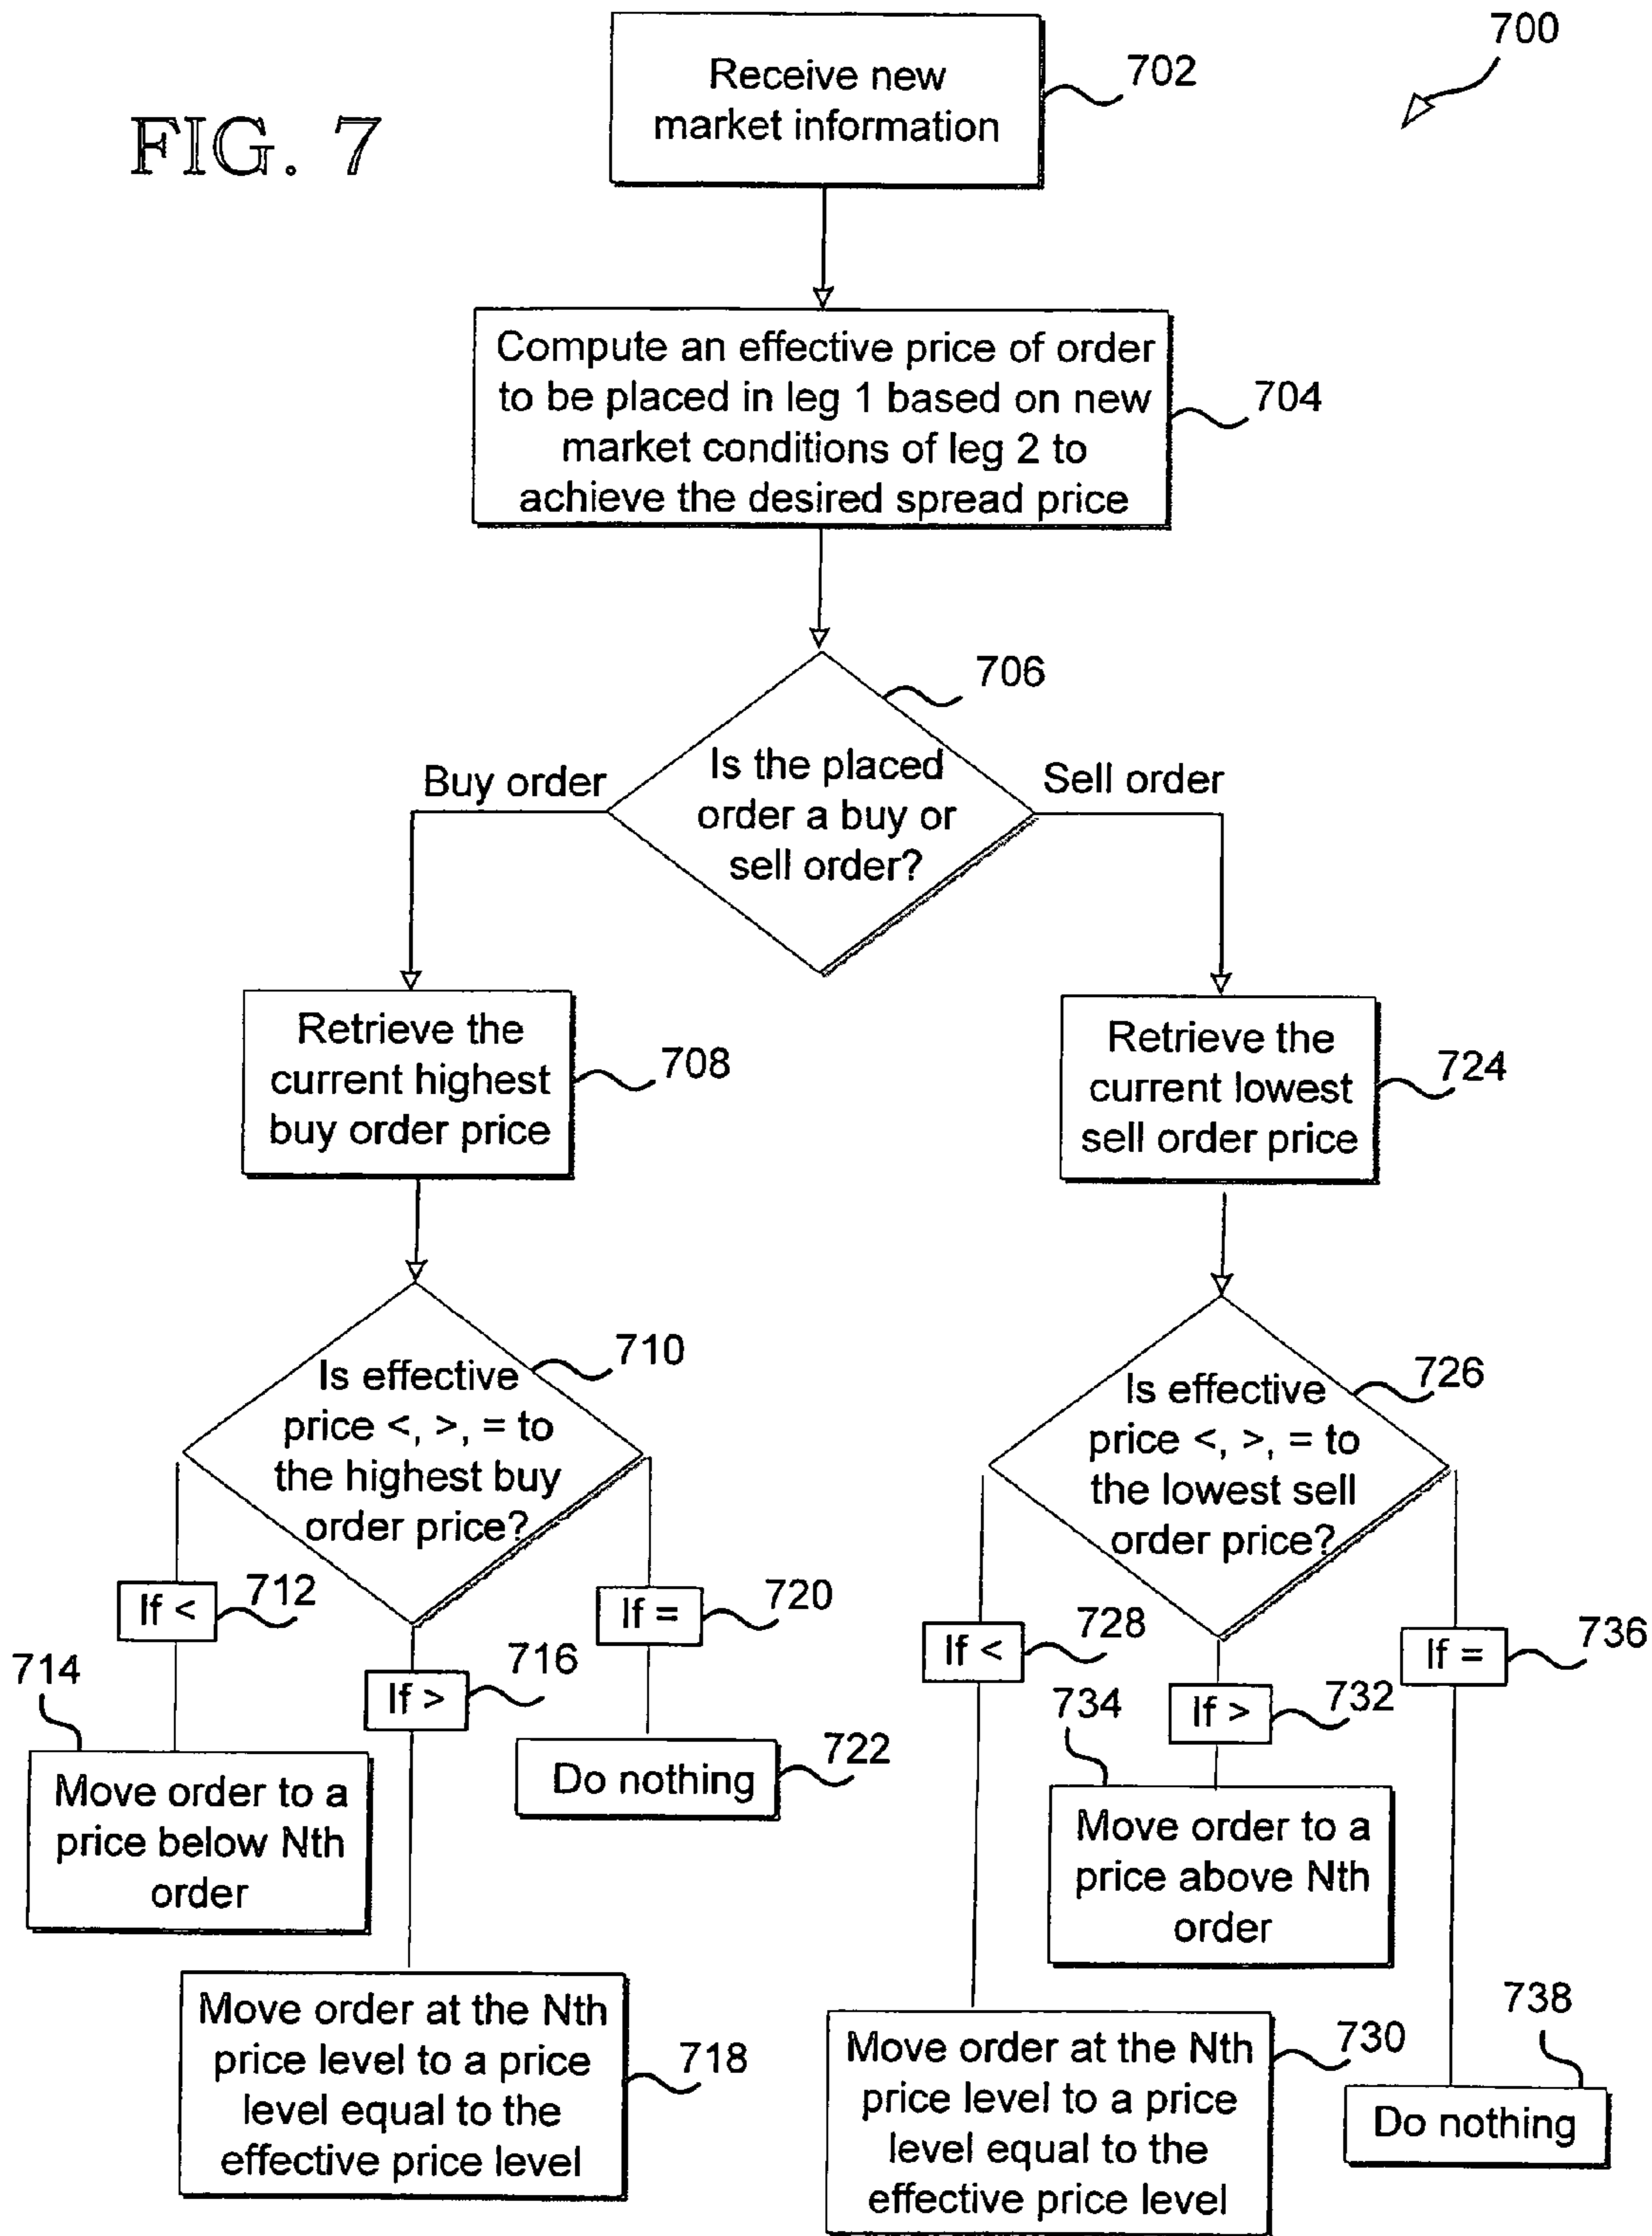 700
FIG. 7
Receive new
market information
702
Compute an effective price of order
to be placed in leg 1 based on new
market conditions of leg 2 to
achieve the desired spread price
704
706
Is the placed
order a buy or
sell order?
Buy order
Sell order
Retrieve the
current highest
buy order price
708
Retrieve the
current lowest
sell order price
724
Is effective
price <, >, = to
the highest buy
order price?
710
Is effective
price <, >, = to
the lowest sell
order price?
726
If <
712
If >
716
If =
720
If <
728
If >
732
If =
736
714
Move order to a
price below Nth
order
Do nothing
722
734
Move order to a
price above Nth
order
Move order at the Nth
price level to a price
level equal to the
effective price level
718
Move order at the Nth
price level to a price
level equal to the
effective price level
730
738
Do nothing